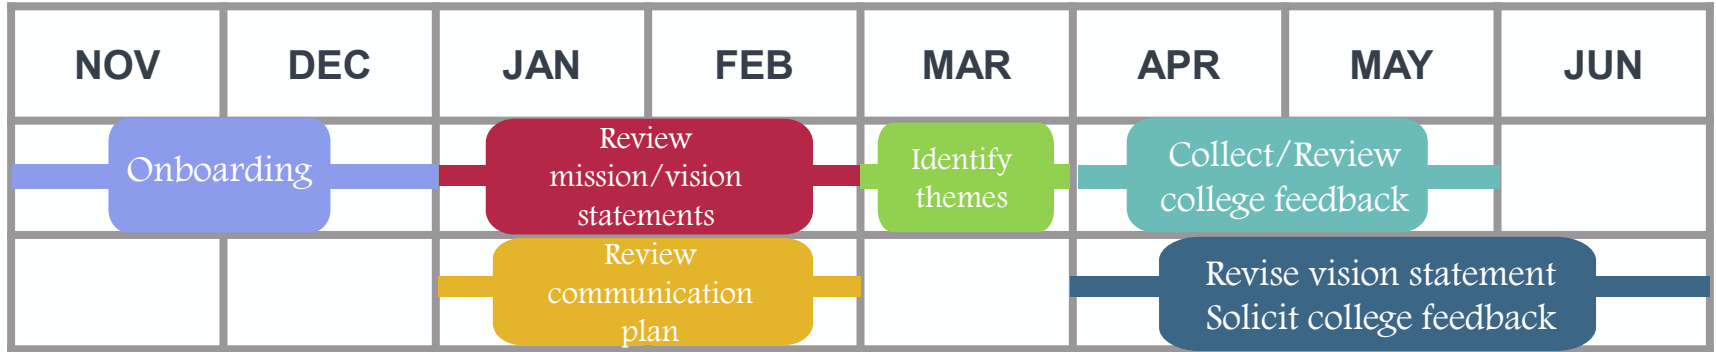 NOV DEC JAN FEB MAR APR MAY JUN
Onboarding
Review
mission/vision
statements
Identify
themes
Collect/Review
college feedback
Review
communication
plan
Revise vision statement
Solicit college feedback